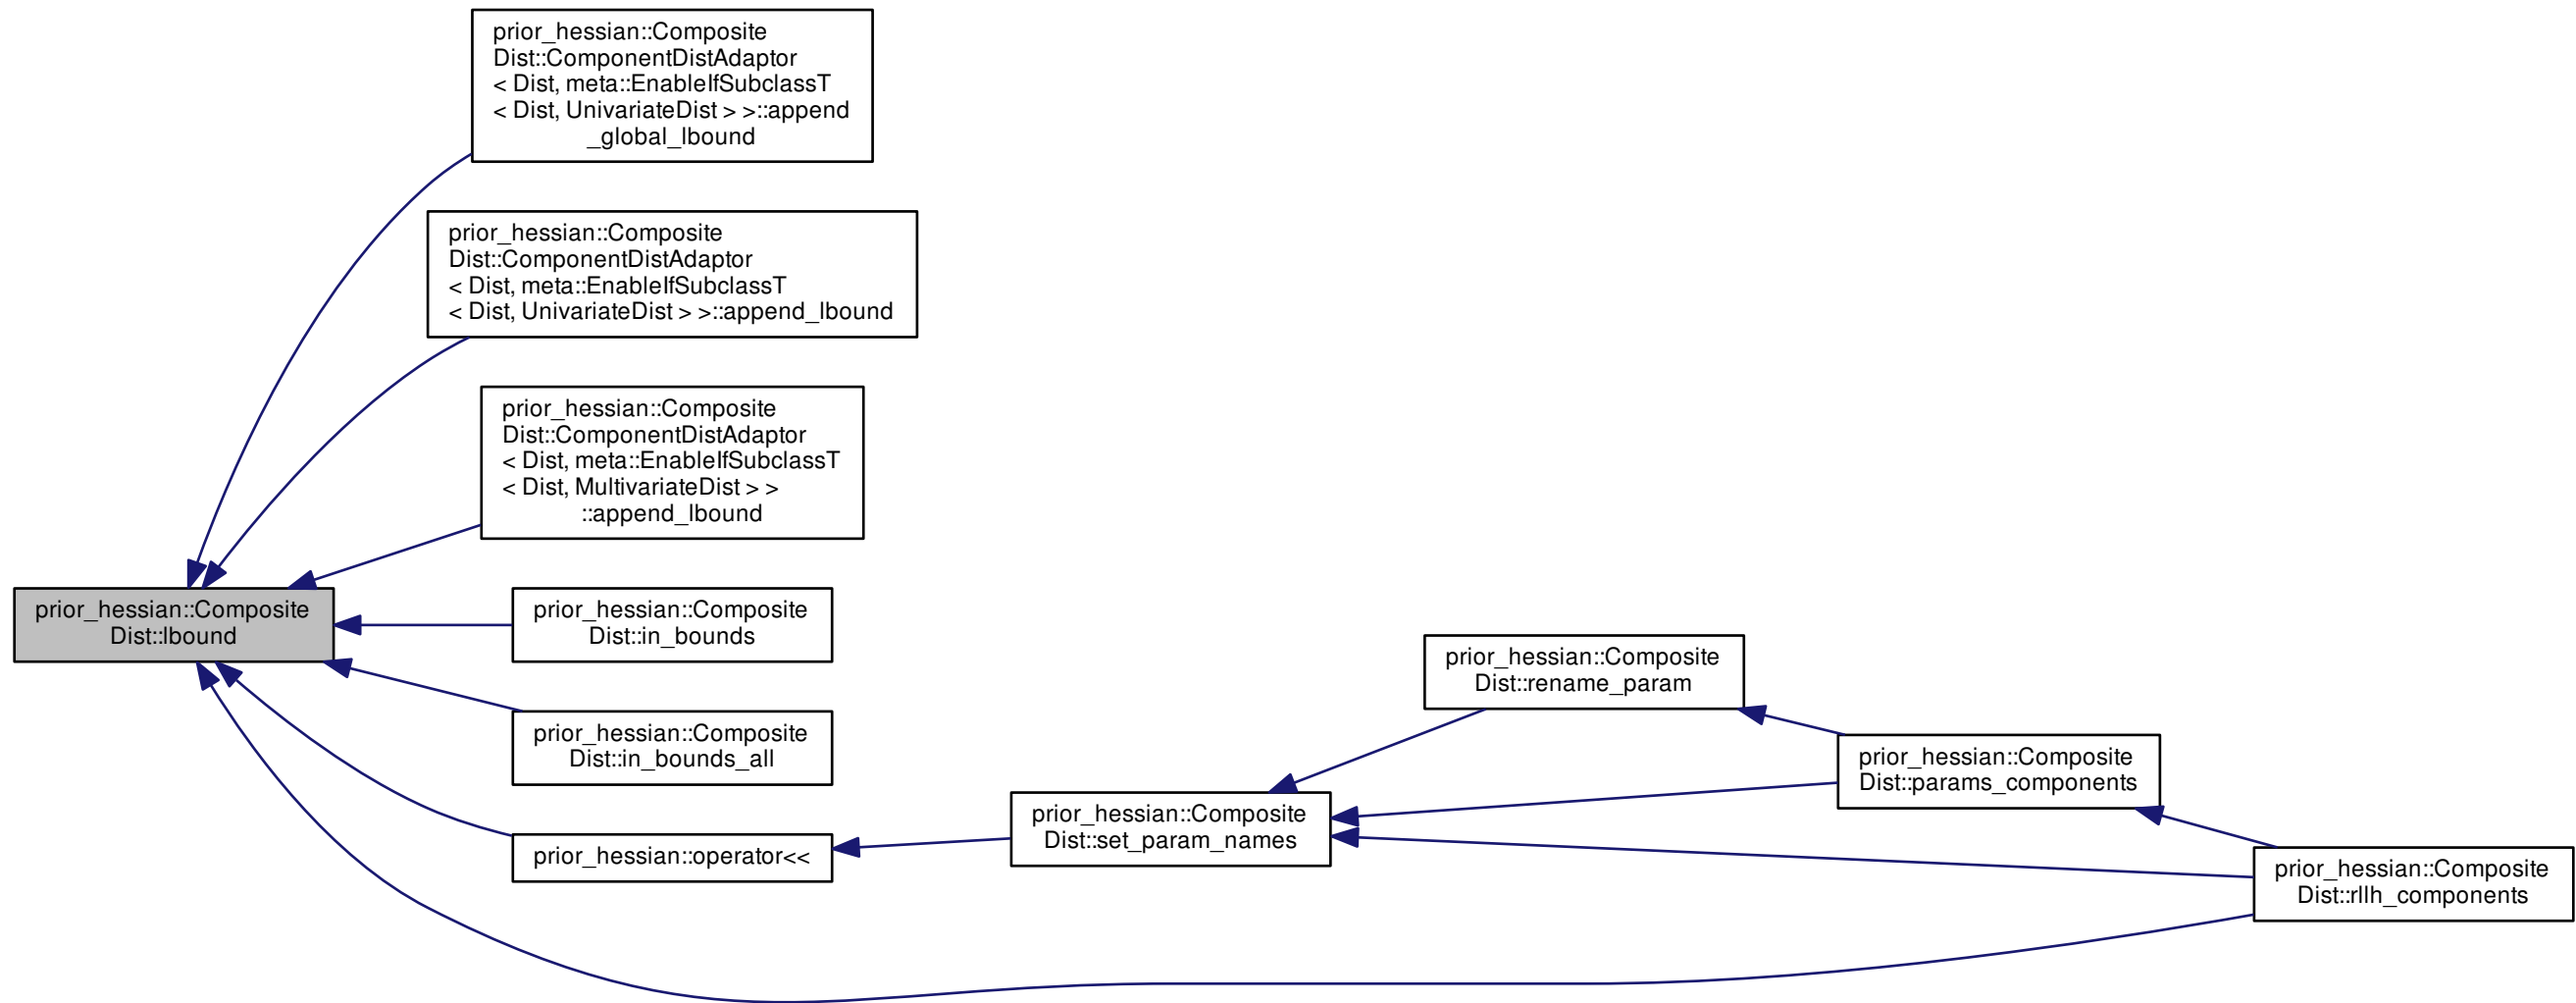 prior_hessian::Composite
Dist::ComponentDistAdaptor
< Dist, meta::EnableIfSubclassT
< Dist, UnivariateDist > >::append
_global_lbound
prior_hessian::Composite
Dist::ComponentDistAdaptor
< Dist, meta::EnableIfSubclassT
< Dist, UnivariateDist > >::append_lbound
prior_hessian::Composite
Dist::ComponentDistAdaptor
< Dist, meta::EnableIfSubclassT
< Dist, MultivariateDist > >
::append_lbound
prior_hessian::Composite
Dist::lbound
prior_hessian::Composite
Dist::in_bounds
prior_hessian::Composite
Dist::in_bounds_all
prior_hessian::operator<<
prior_hessian::Composite
Dist::set_param_names
prior_hessian::Composite
Dist::rename_param
prior_hessian::Composite
Dist::params_components
prior_hessian::Composite
Dist::rllh_components